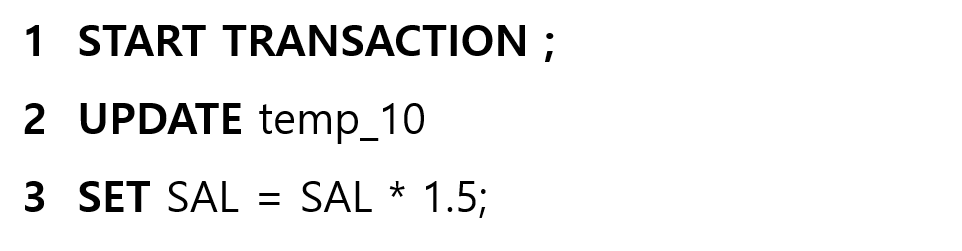 1 START TRANSACTION ;
2 UPDATE temp_10
3 SET SAL = SAL * 1.5;